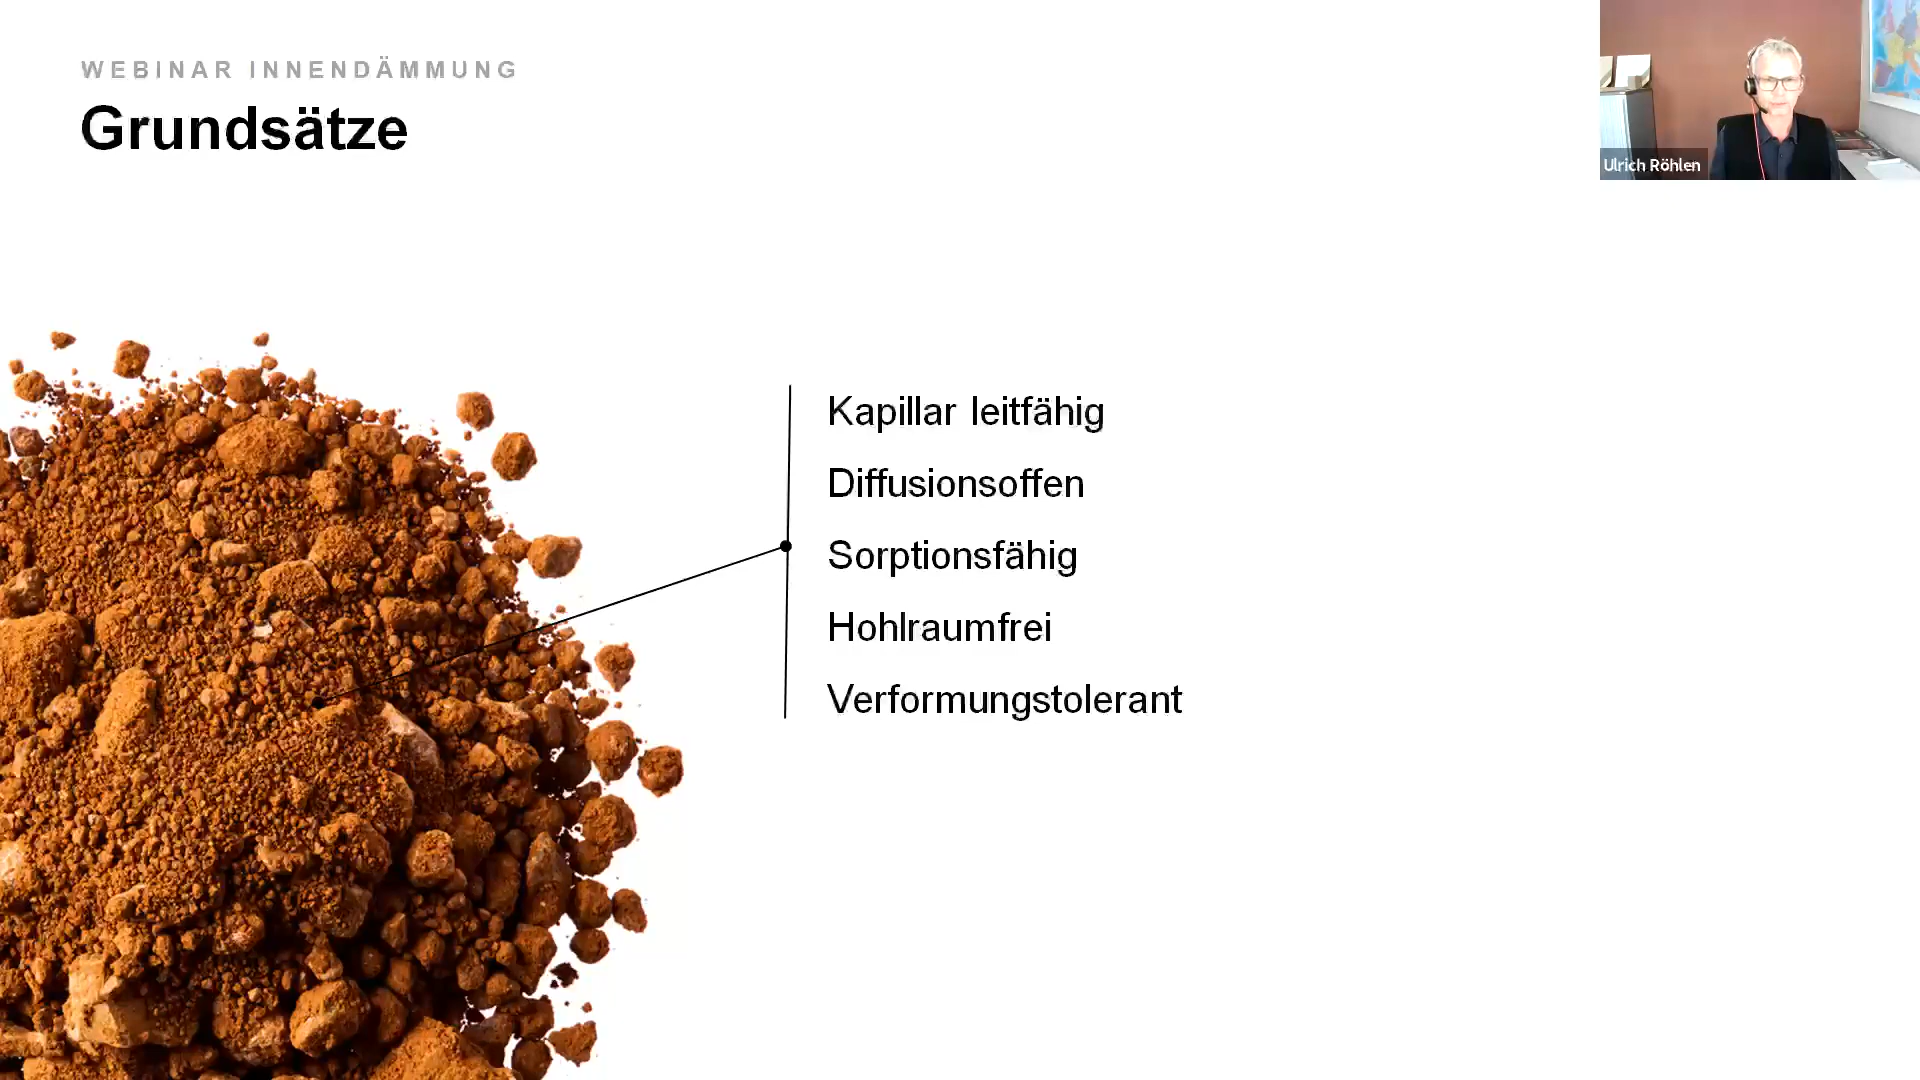 WEBINAR INNENDÄMMUNG
Grundsätze
Ulrich Röhlen
Kapillar leitfähig
Diffusionsoffen
Sorptionsfähig
Hohlraumfrei
Verformungstolerant